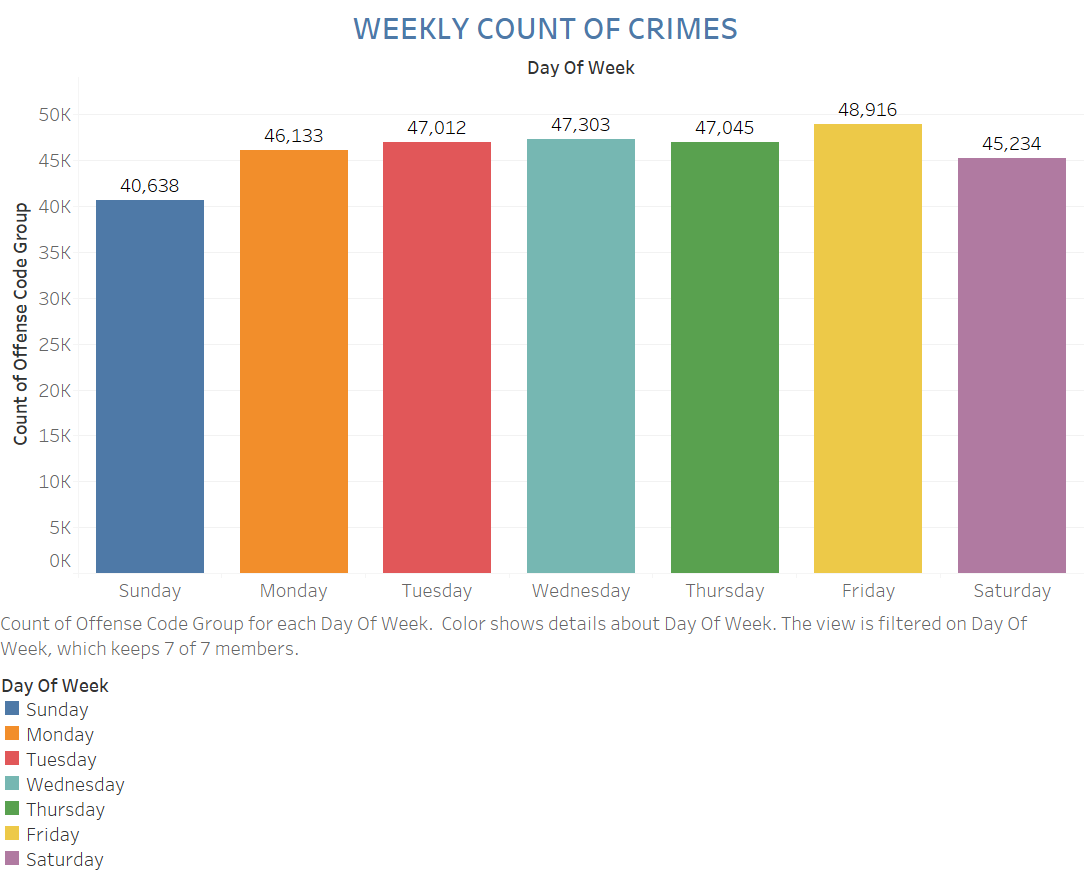 WEEKLY COUNT OF CRIMES
Day Of Week
Count of Offense Code Group
50K
45K
40K
35K
30K
25K
20K
15K
10K
5K
0K
40,638
46,133
47,012
47,303
47,045
48,916
45,234
Sunday
Monday
Tuesday
Wednesday
Thursday
Friday
Saturday
Count of Offense Code Group for each Day Of Week.  Color shows details about Day Of Week. The view is filtered on Day Of
Week, which keeps 7 of 7 members.
Day Of Week
Sunday
Monday
Tuesday
Wednesday
Thursday
Friday
Saturday